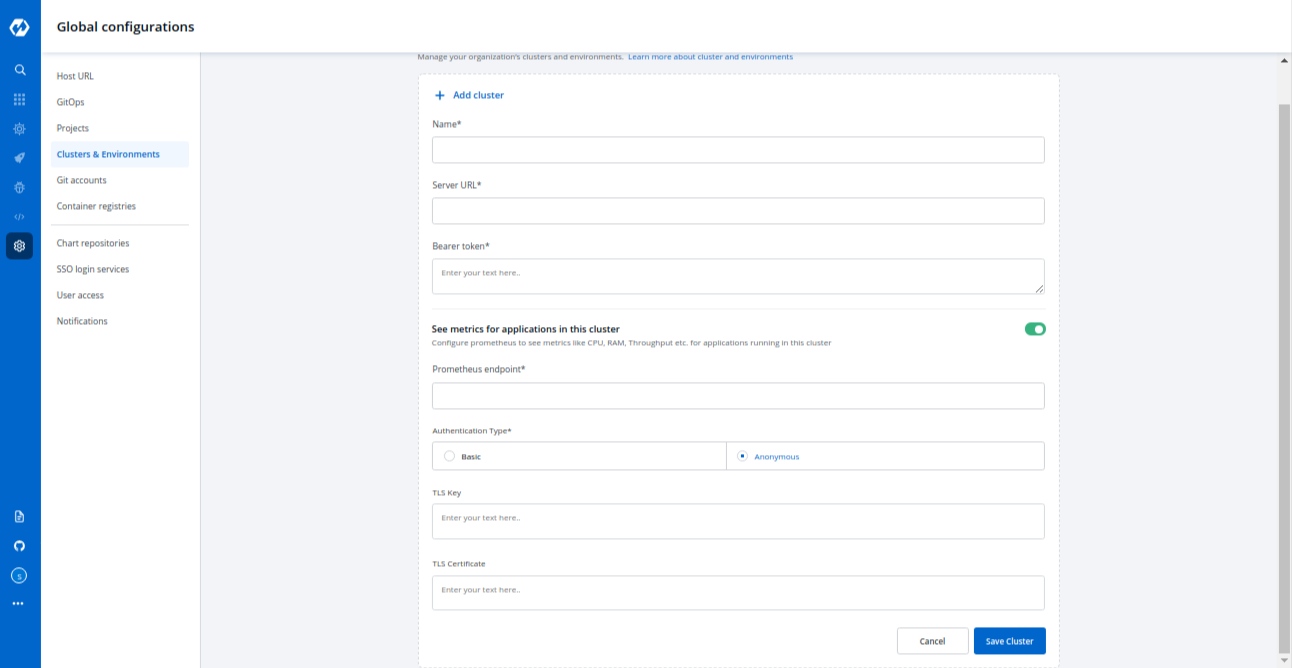 Global configurations
Host URL
GitOps
Projects
Clusters & Environments
Git accounts
Container registries
Chart repositories
SSO login services
User access
Notifications
Manage your organization's clusters and environments. Learn more about cluster and environments
+ Add cluster
Name*
Server URL*
Bearer token*
Enter your text here..
See metrics for applications in this cluster
Configure prometheus to see metrics like CPU, RAM, Throughput etc. for applications running in this cluster
Prometheus endpoint*
Authentication Type*
Basic Anonymous
TLS Key
Enter your text here..
TLS Certificate
Enter your text here..
Cancel Save Cluster
s